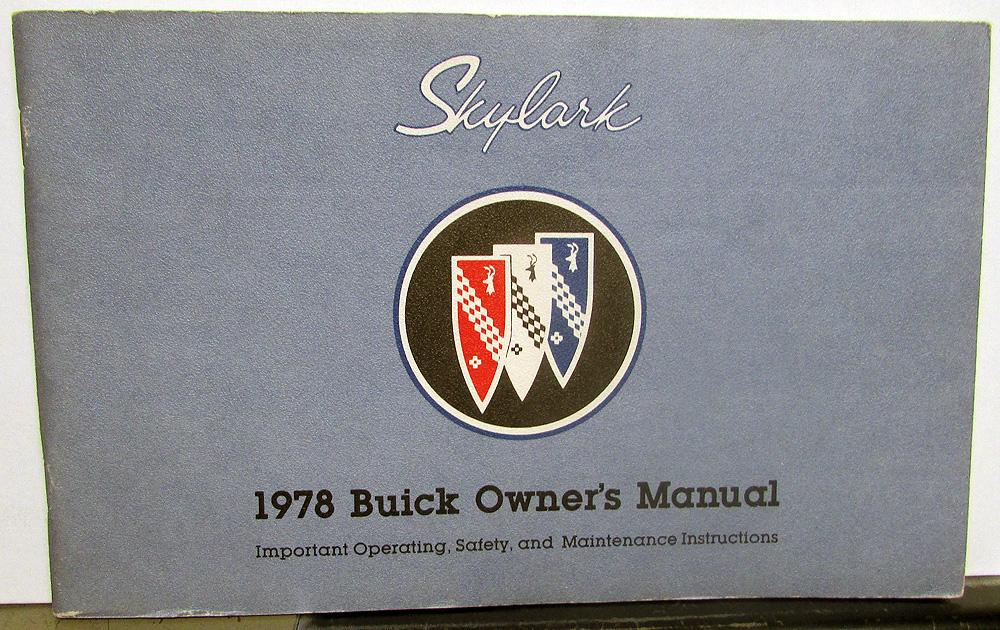 Skylark
1978 Buick Owner's Manual
Important Operating, Safety, and Maintenance Instructions